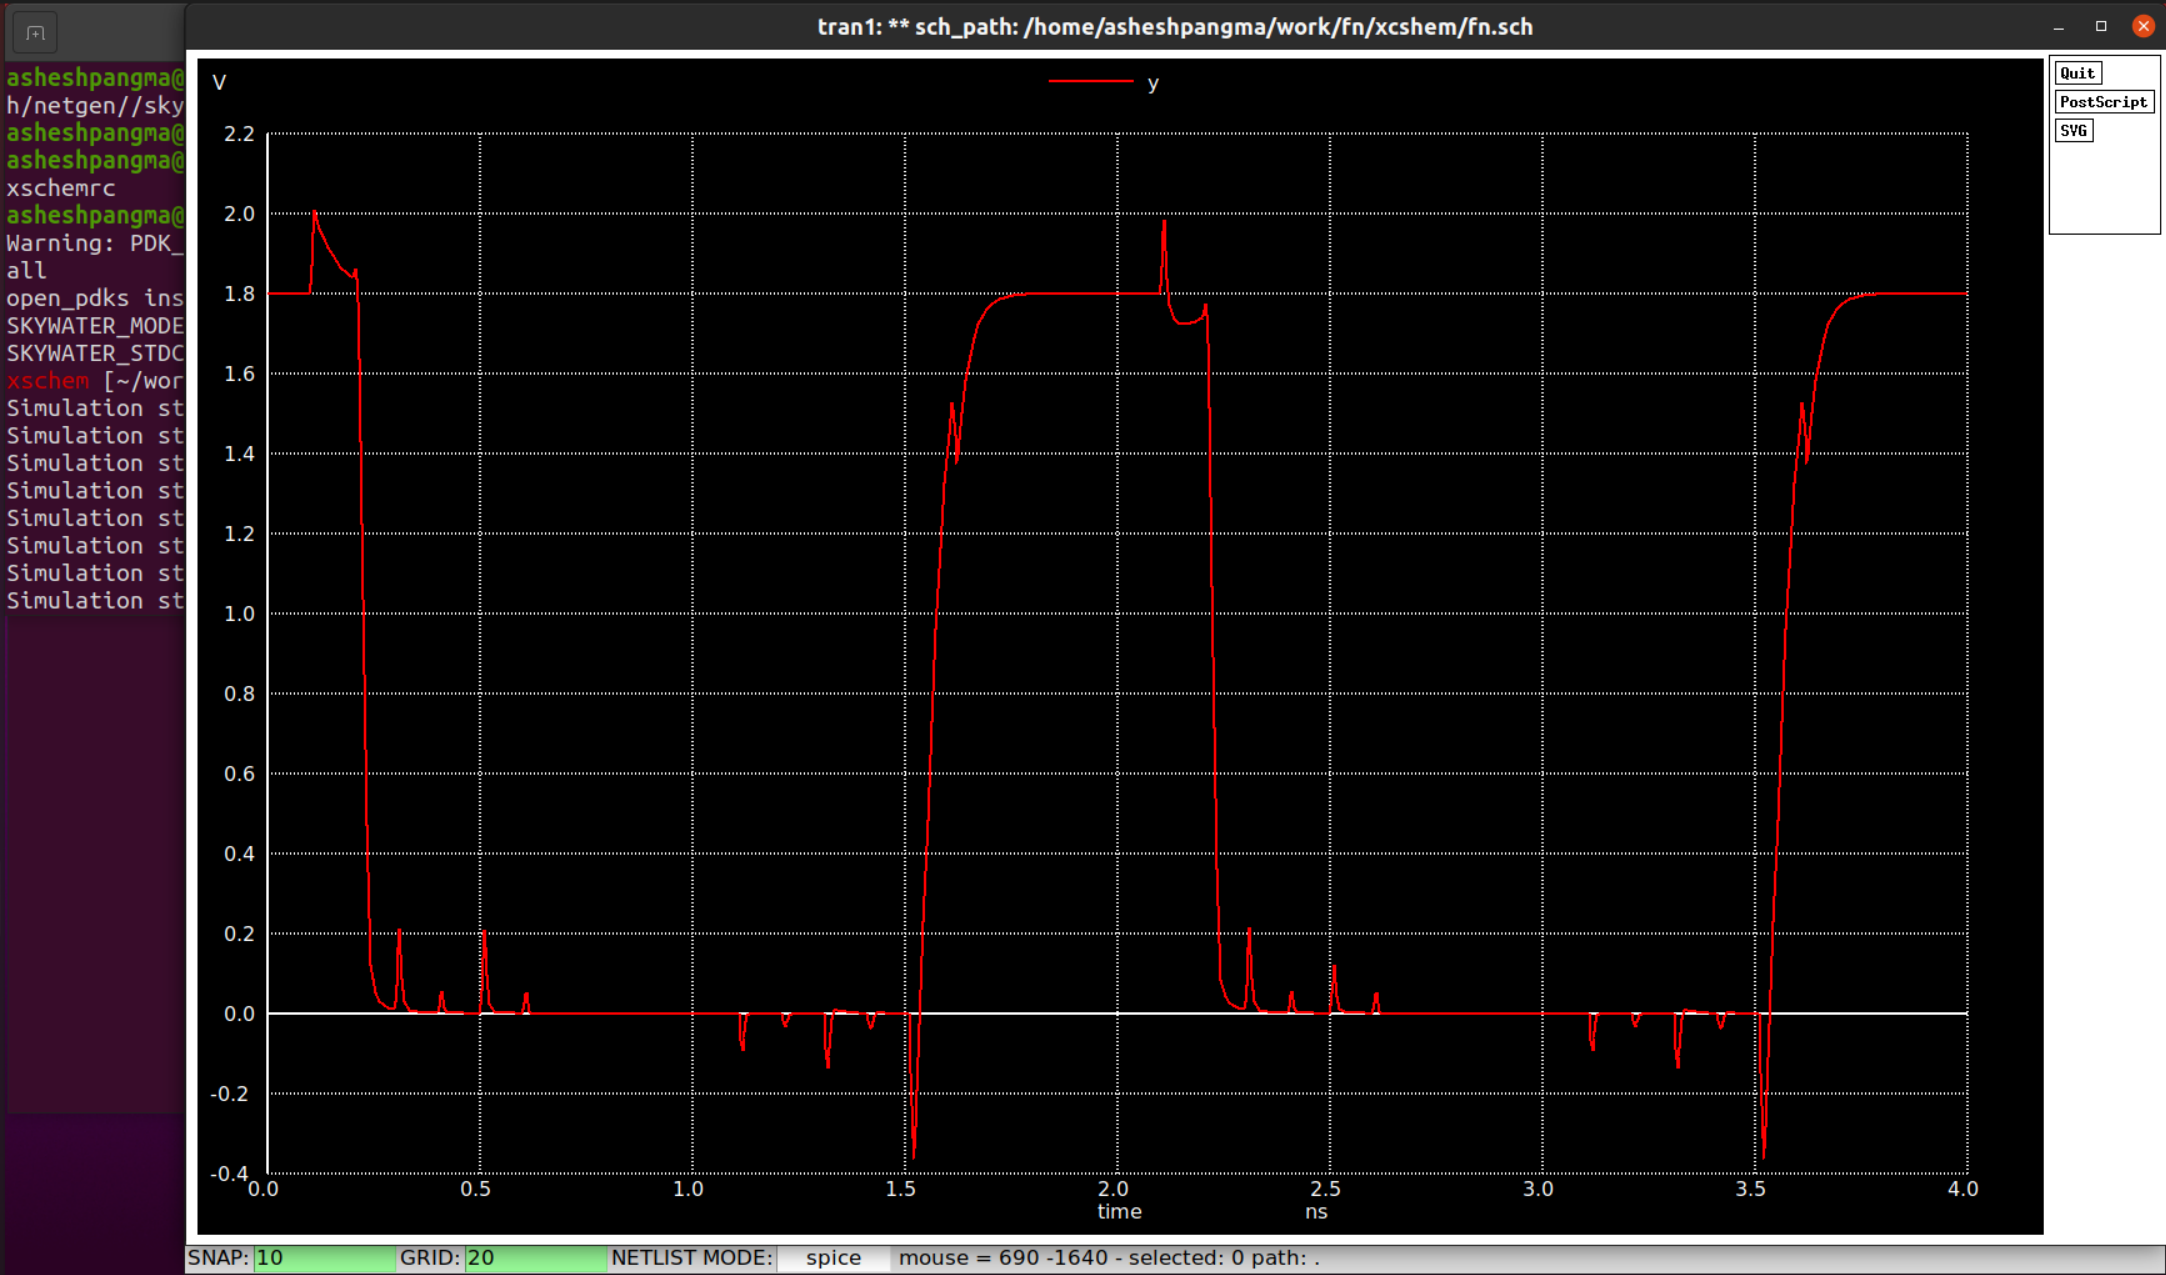 tran1: ** sch_path: /home/asheshpangma/work/fn/xcshem/fn.sch
asheshpangma@
h/netgen//sky
asheshpangma@
asheshpangma@
xschemrc
asheshpangma@
Warning: PDK_
all
open_pdks ins
SKYWATER_MODE
SKYWATER_STDC
xschem [~/wor
Simulation st
Simulation st
Simulation st
Simulation st
Simulation st
Simulation st
Simulation st
Simulation st
V
y
2.2
2.0
1.8
1.6
1.4
1.2
1.0
0.8
0.6
0.4
0.2
0.0
-0.2
-0.4
0.0 0.5 1.0 1.5 2.0 2.5 3.0 3.5 4.0
time ns
Quit
PostScript
SVG
SNAP: 10 GRID: 20 NETLIST MODE: spice mouse = 690 -1640 - selected: 0 path: .